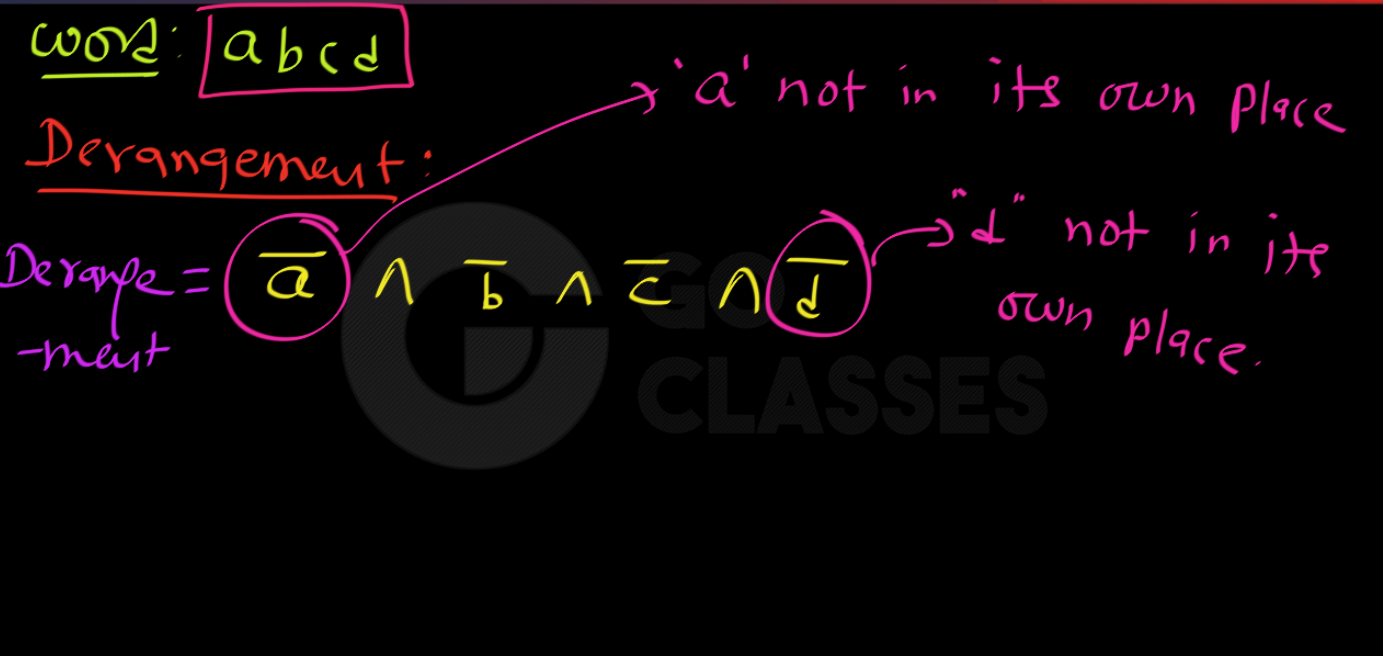 word: abcd
'a' not in its own place
Derangement:
"d" not in its
own place.
Derange = a̅ ∧ b̅ ∧ c̅ ∧ d̅
-ment
GO
CLASSES